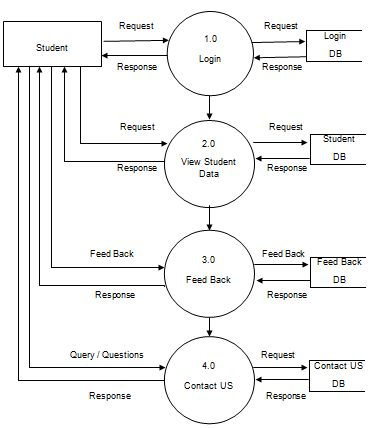 Request
Request
Student
1.0
Login
Login
DB
Response
Response
Request
Request
2.0
View Student
Data
Student
DB
Response
Response
Feed Back
3.0
Feed Back
Feed Back
Feed Back
DB
Response
Response
Query / Questions
4.0
Contact US
Request
Contact US
DB
Response
Response